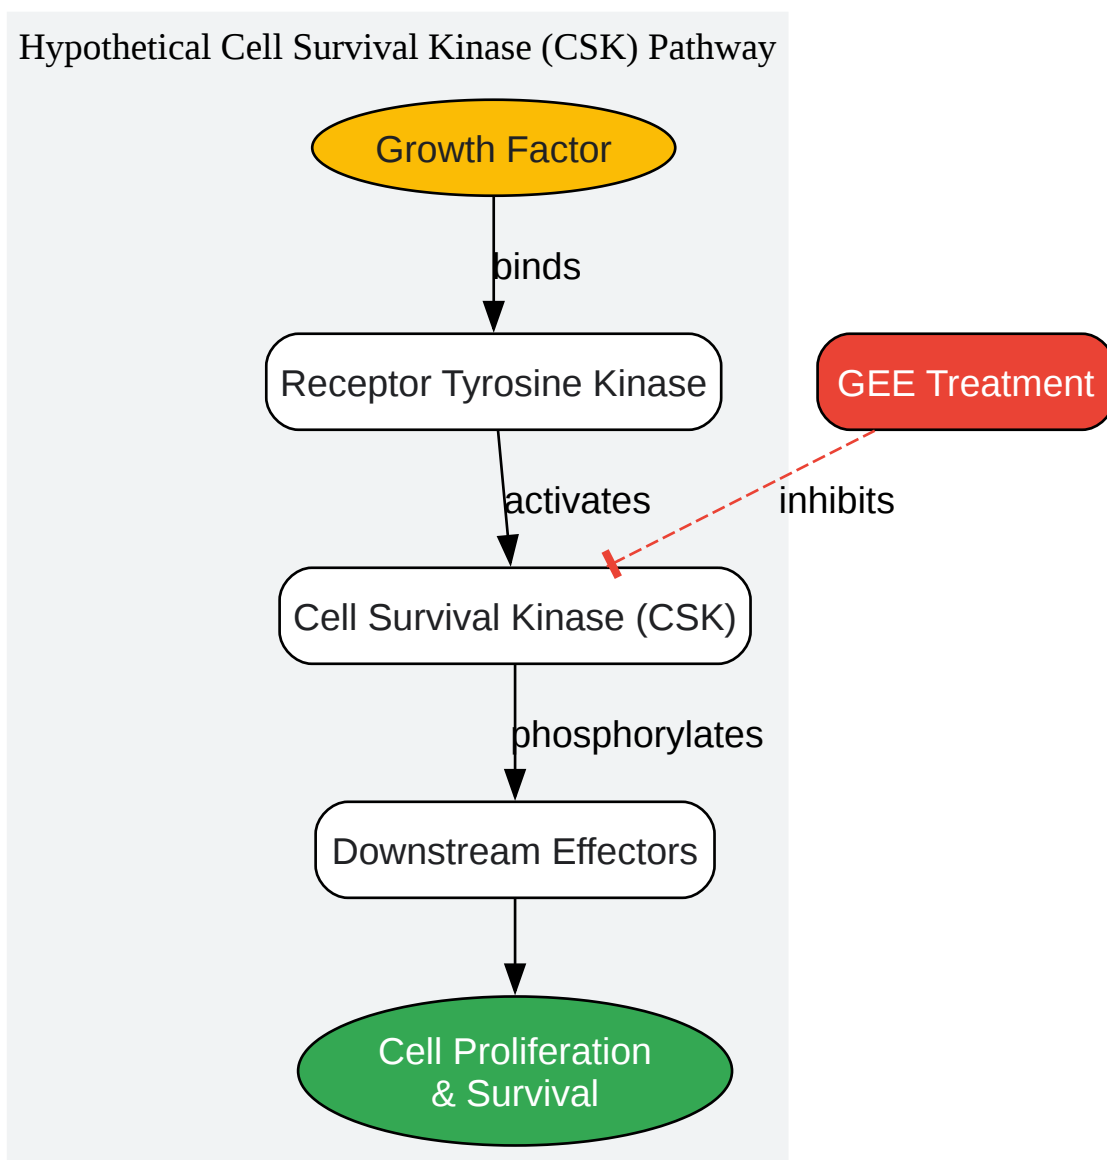 Hypothetical Cell Survival Kinase (CSK) Pathway
Growth Factor
binds
Receptor Tyrosine Kinase
GEE Treatment
activates
inhibits
Cell Survival Kinase (CSK)
phosphorylates
Downstream Effectors
Cell Proliferation
& Survival